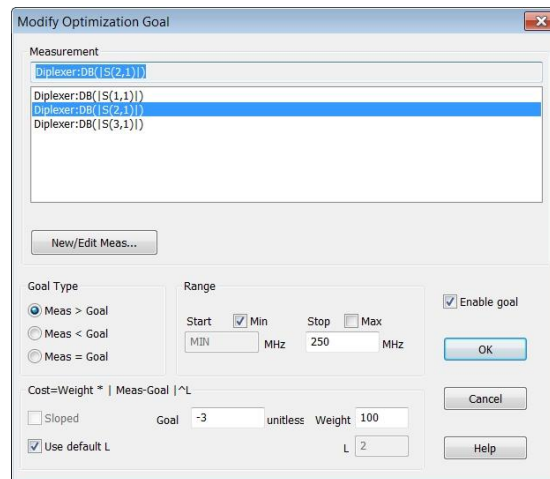 Modify Optimization Goal
Measurement
Diplexer:DB(|S(2,1)|)
Diplexer:DB(|S(1,1)|)
Diplexer:DB(|S(2,1)|)
Diplexer:DB(|S(3,1)|)
New/Edit Meas...
Goal Type
Meas > Goal
Meas < Goal
Meas = Goal
Range
Start Min Stop Max
MIN MHz 250 MHz
Enable goal
OK
Cost=Weight * | Meas-Goal |^L
Sloped Goal -3 unitless Weight 100
Use default L L 2
Cancel
Help